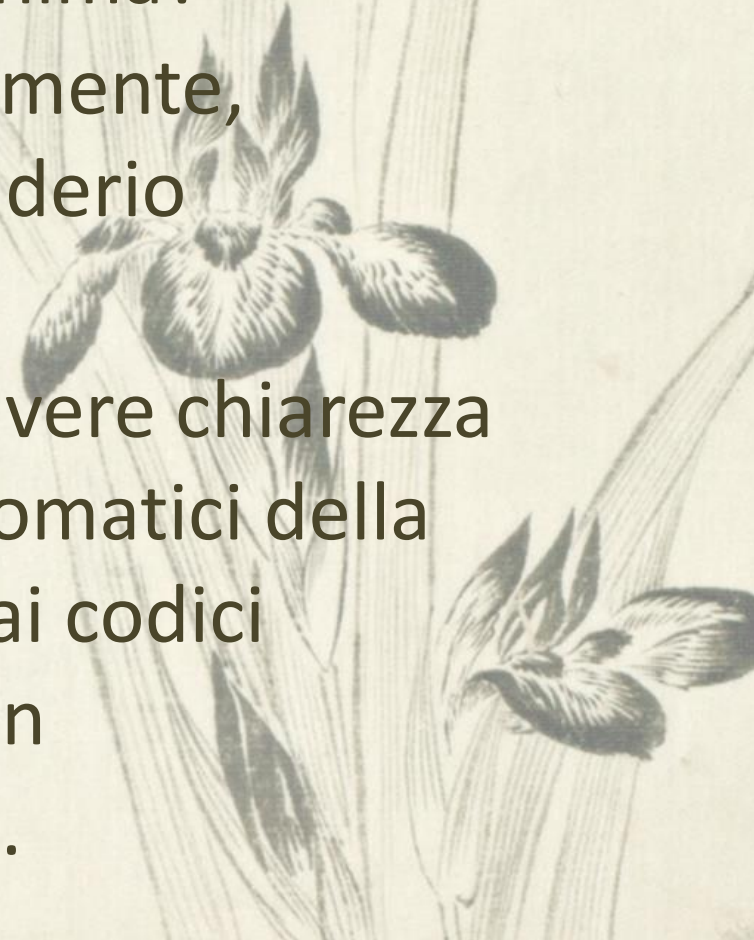 mente,
derio
vere chiarezza
omatici della
ai codici
n
.